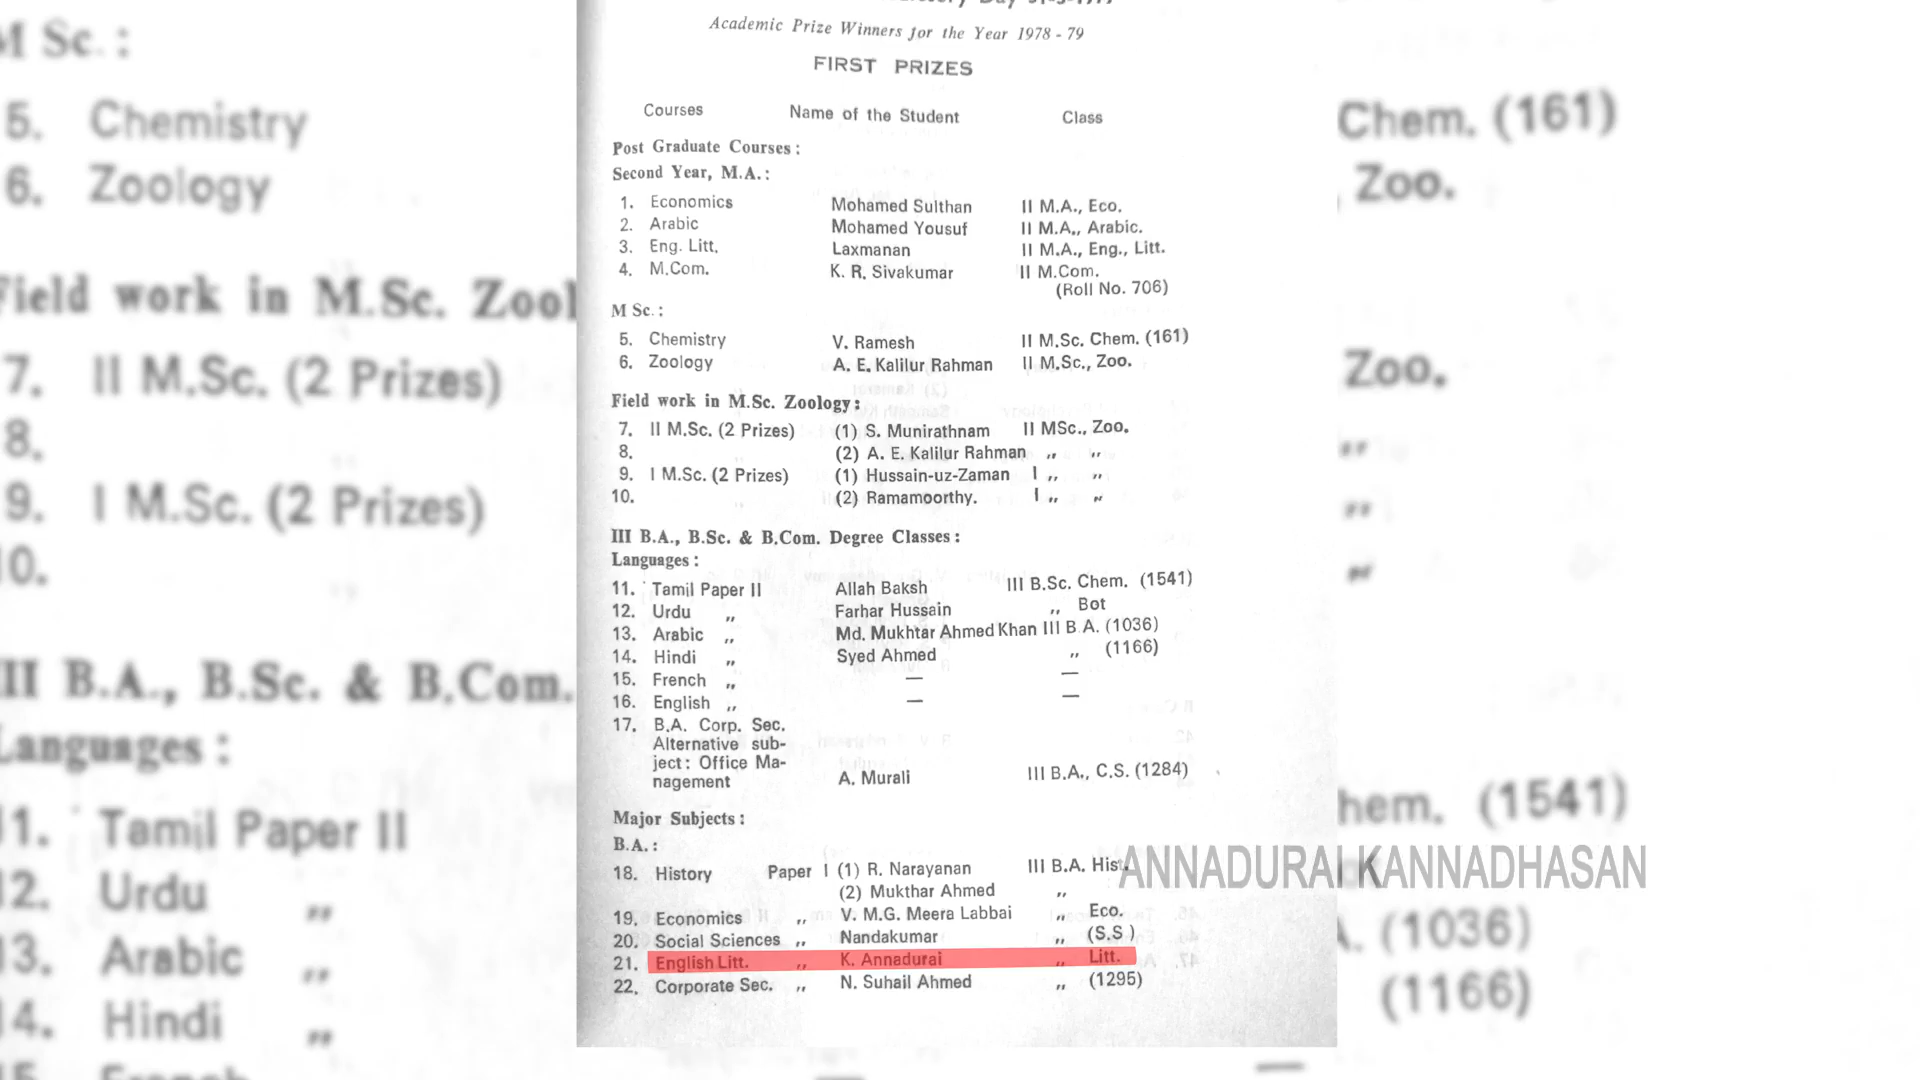 Academic Prize Winners for the Year 1978 - 79
FIRST PRIZES
Courses Name of the Student Class
Post Graduate Courses :
Second Year, M.A. :
1. Economics Mohamed Sulthan II M.A., Eco.
2. Arabic Mohamed Yousuf II M.A,, Arabic.
3. Eng. Litt. Laxmanan II M.A., Eng., Litt.
4. M.Com. K. R. Sivakumar II M.Com.
(Roll No. 706)
M Sc. :
5. Chemistry V. Ramesh II M.Sc. Chem. (161)
6. Zoology A. E. Kalilur Rahman II M.Sc., Zoo.
Field work in M.Sc. Zoology :
7. II M.Sc. (2 Prizes) (1) S. Munirathnam II MSc., Zoo.
8. (2) A. E. Kalilur Rahman ,, ,,
9. I M.Sc. (2 Prizes) (1) Hussain-uz-Zaman I ,, ,,
10. (2) Ramamoorthy. I ,, ,,
III B.A., B.Sc. & B.Com. Degree Classes :
Languages :
11. Tamil Paper II Allah Baksh III B.Sc. Chem. (1541)
12. Urdu ,, Farhar Hussain ,, Bot
13. Arabic ,, Md. Mukhtar Ahmed Khan III B.A. (1036)
14. Hindi ,, Syed Ahmed ,, (1166)
15. French ,, — —
16. English ,, — —
17. B.A. Corp. Sec.
Alternative sub-
ject : Office Ma-
nagement A. Murali III B.A., C.S. (1284)
Major Subjects :
B.A. :
18. History Paper I (1) R. Narayanan III B.A. Hist.
(2) Mukthar Ahmed ,,
19. Economics ,, V. M.G. Meera Labbai ,, Eco.
20. Social Sciences ,, Nandakumar ,, (S.S )
21. English Litt. ,, K. Annadurai ,, Litt.
22. Corporate Sec. ,, N. Suhail Ahmed ,, (1295)
ANNADURAI KANNADHASAN